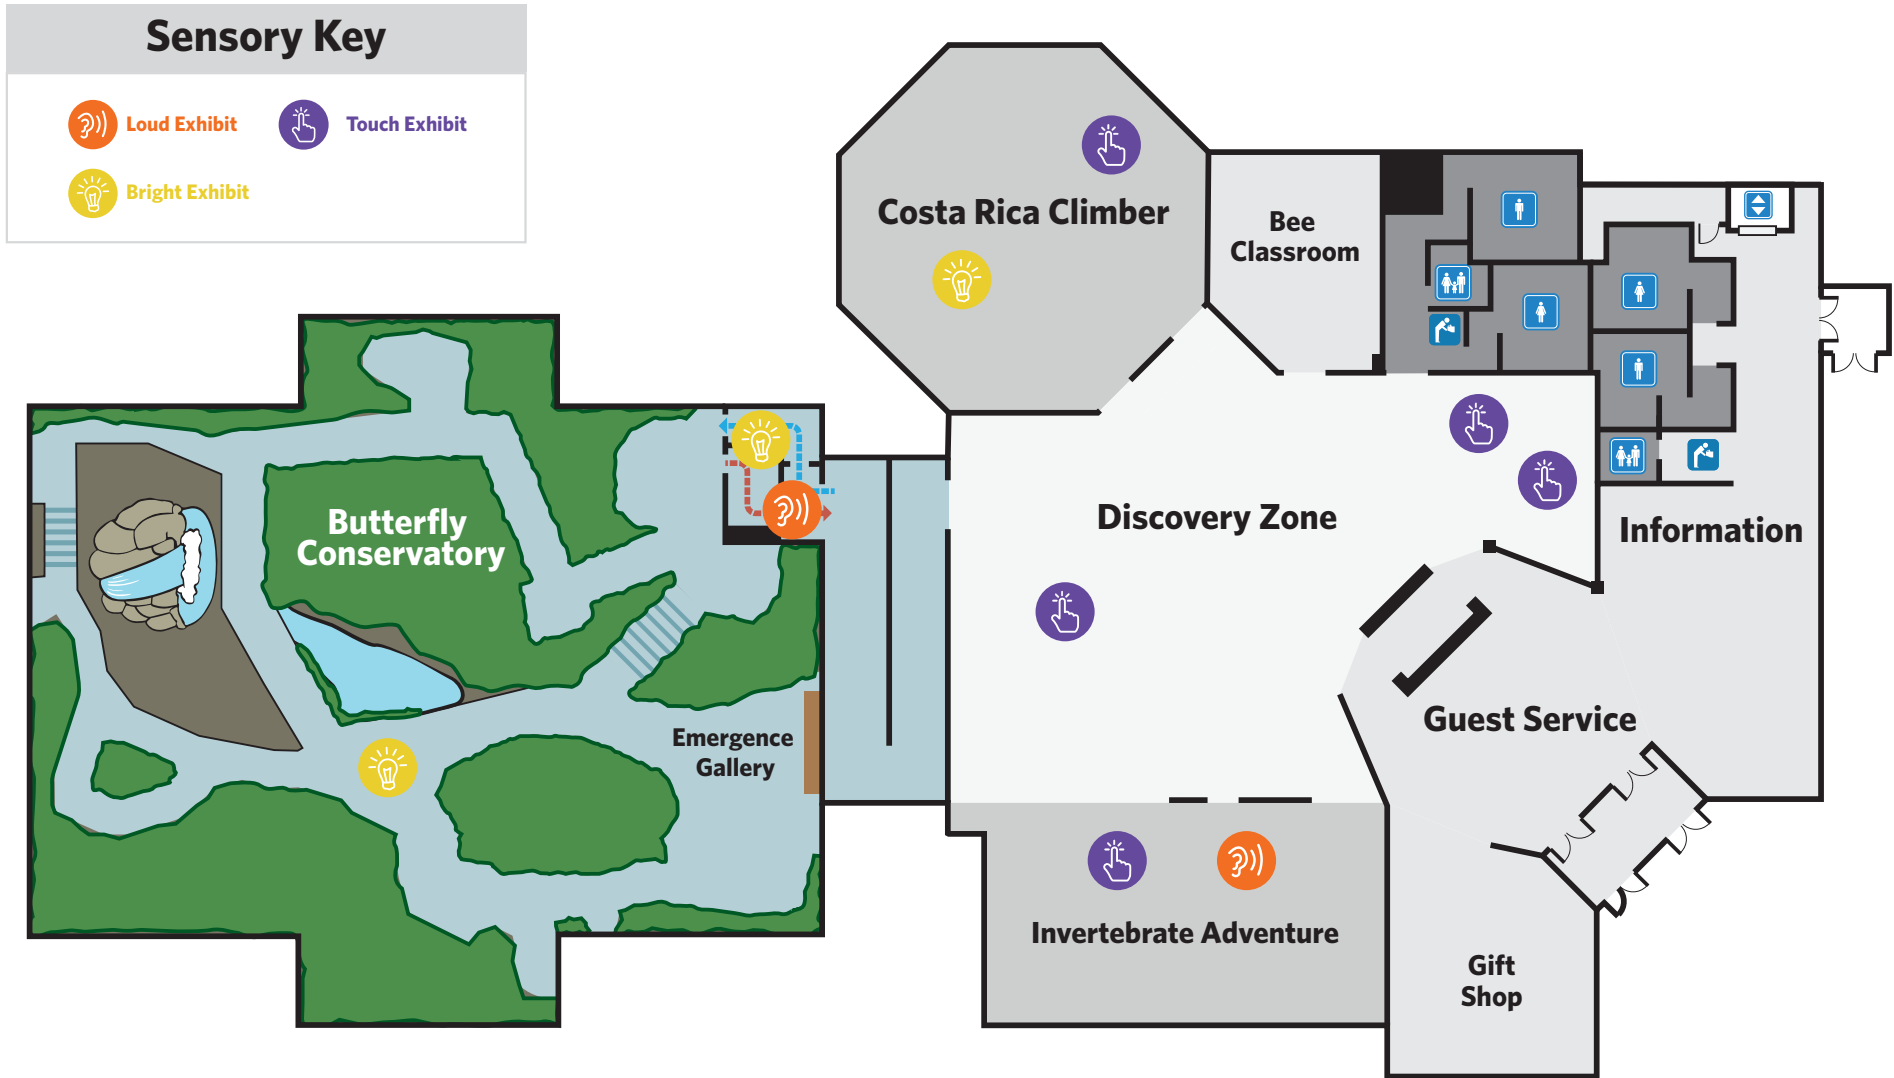 Sensory Key
Loud Exhibit
Touch Exhibit
Bright Exhibit
Costa Rica Climber
Bee
Classroom
Butterfly
Conservatory
Discovery Zone
Information
Emergence
Gallery
Guest Service
Invertebrate Adventure
Gift
Shop